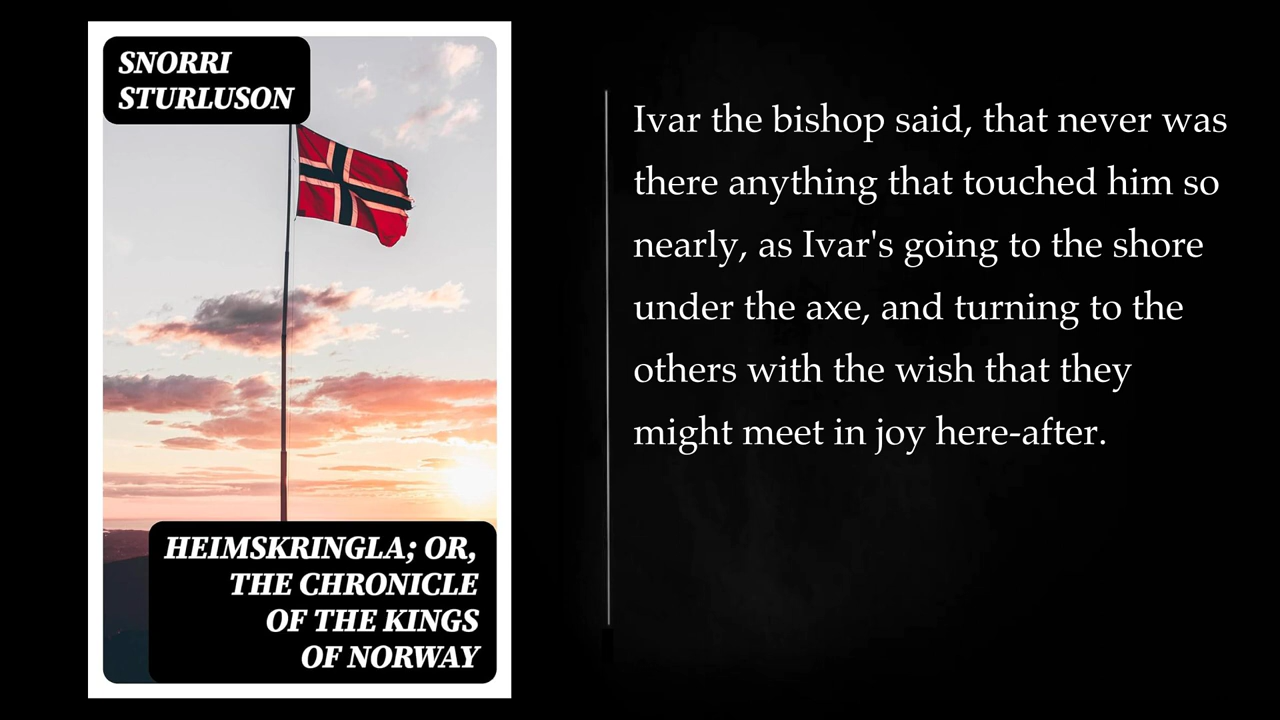 SNORRI
STURLUSON
HEIMSKRINGLA; OR,
THE CHRONICLE
OF THE KINGS
OF NORWAY
Ivar the bishop said, that never was
there anything that touched him so
nearly, as Ivar's going to the shore
under the axe, and turning to the
others with the wish that they
might meet in joy here-after.